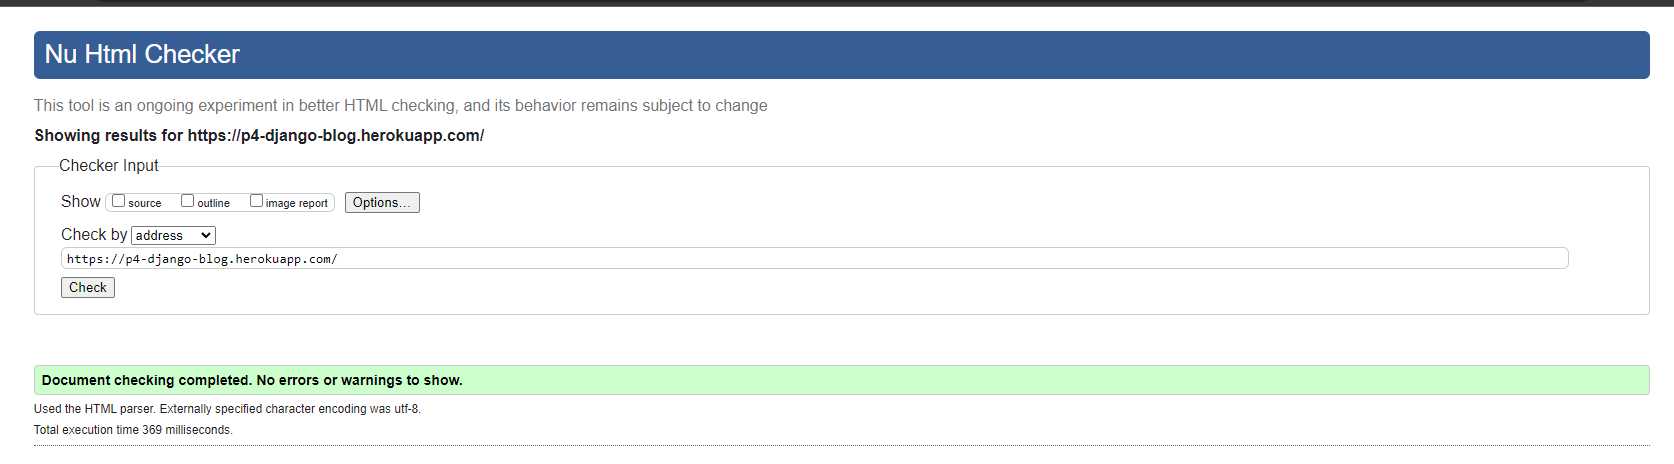 Nu Html Checker
This tool is an ongoing experiment in better HTML checking, and its behavior remains subject to change
Showing results for https://p4-django-blog.herokuapp.com/
Checker Input
Show source outline image report Options...
Check by address
https://p4-django-blog.herokuapp.com/
Check
Document checking completed. No errors or warnings to show.
Used the HTML parser. Externally specified character encoding was utf-8.
Total execution time 369 milliseconds.